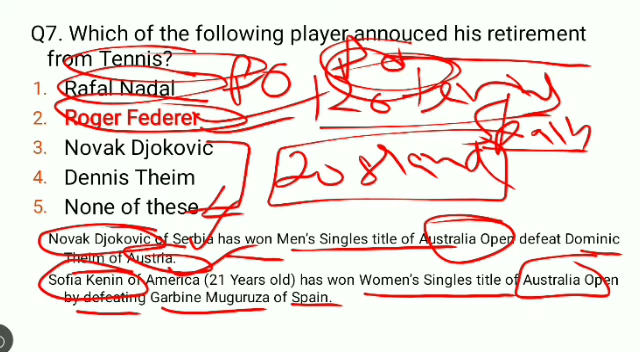 Q7. Which of the following player annouced his retirement
from Tennis?
1. Rafal Nadal
2. Roger Federer
3. Novak Djokovic
4. Dennis Theim
5. None of these
20 grand
Novak Djokovic of Serbia has won Men's Singles title of Australia Open defeat Dominic
Theim of Austria.
Sofia Kenin of America (21 Years old) has won Women's Singles title of Australia Open
by defeating Garbine Muguruza of Spain.